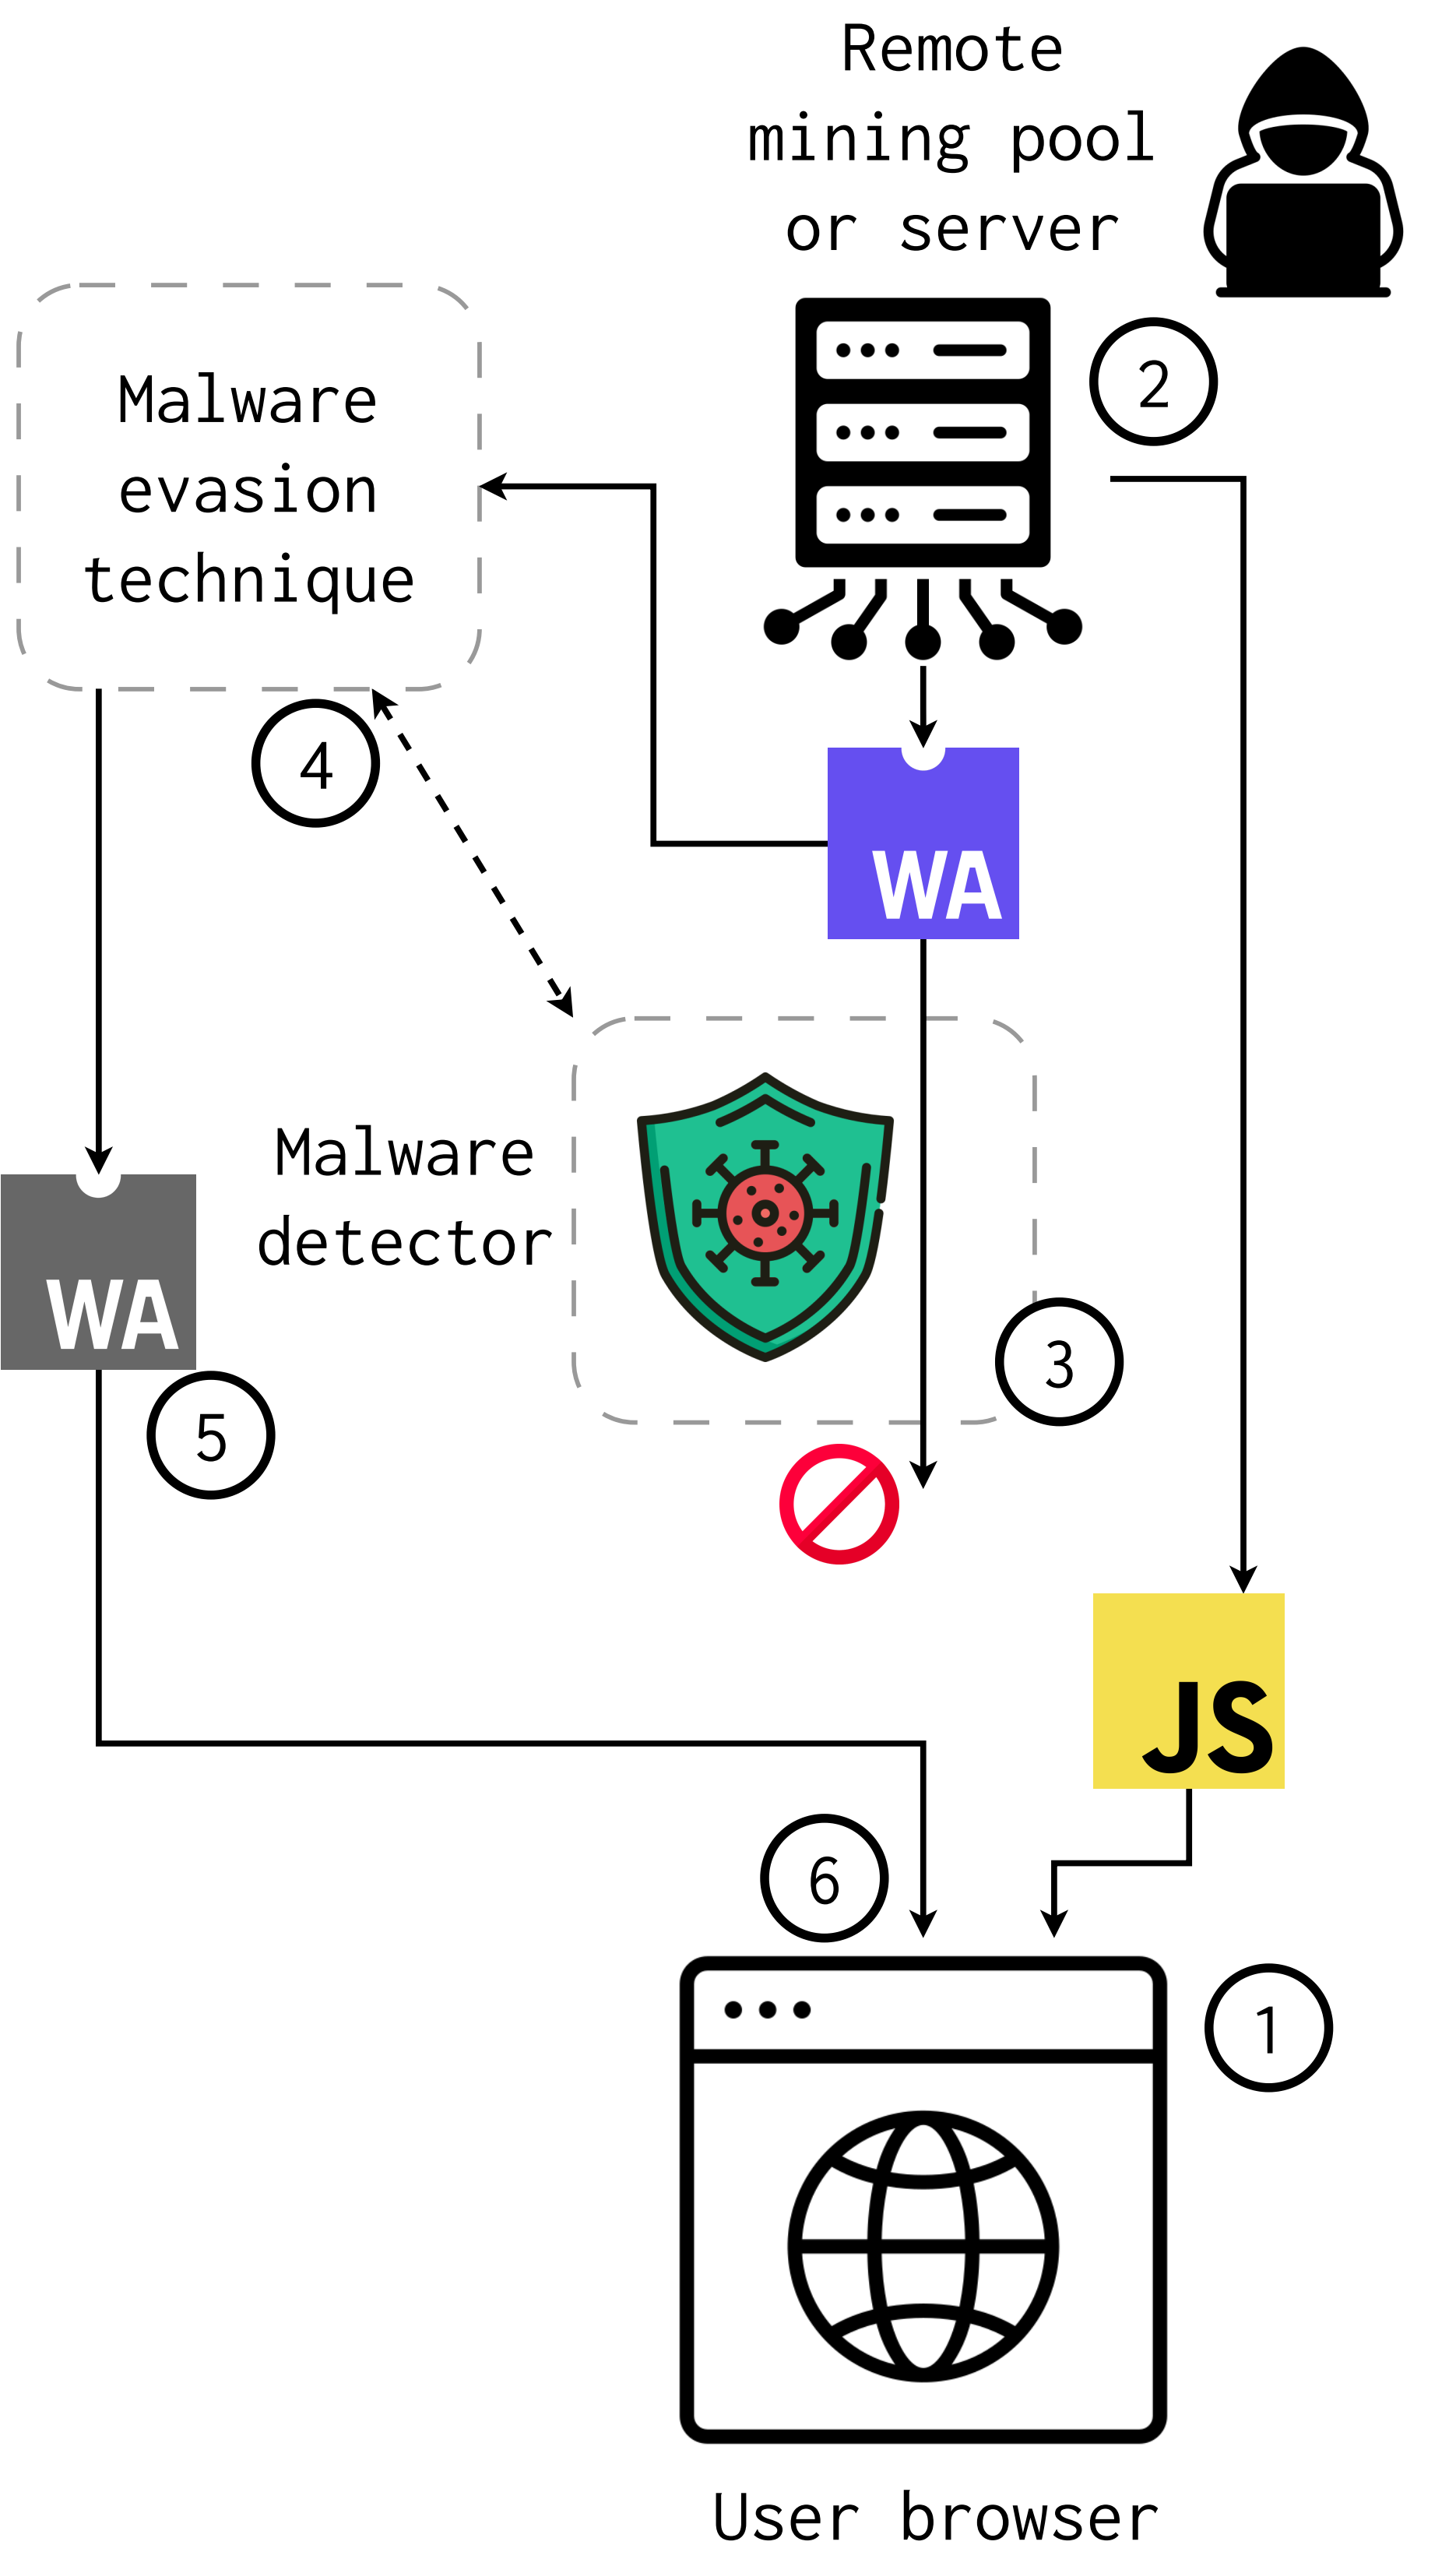 Remote
mining pool
or server
2
Malware
evasion
technique
4
WA
Malware
detector
3
WA
5
JS
6
1
User browser